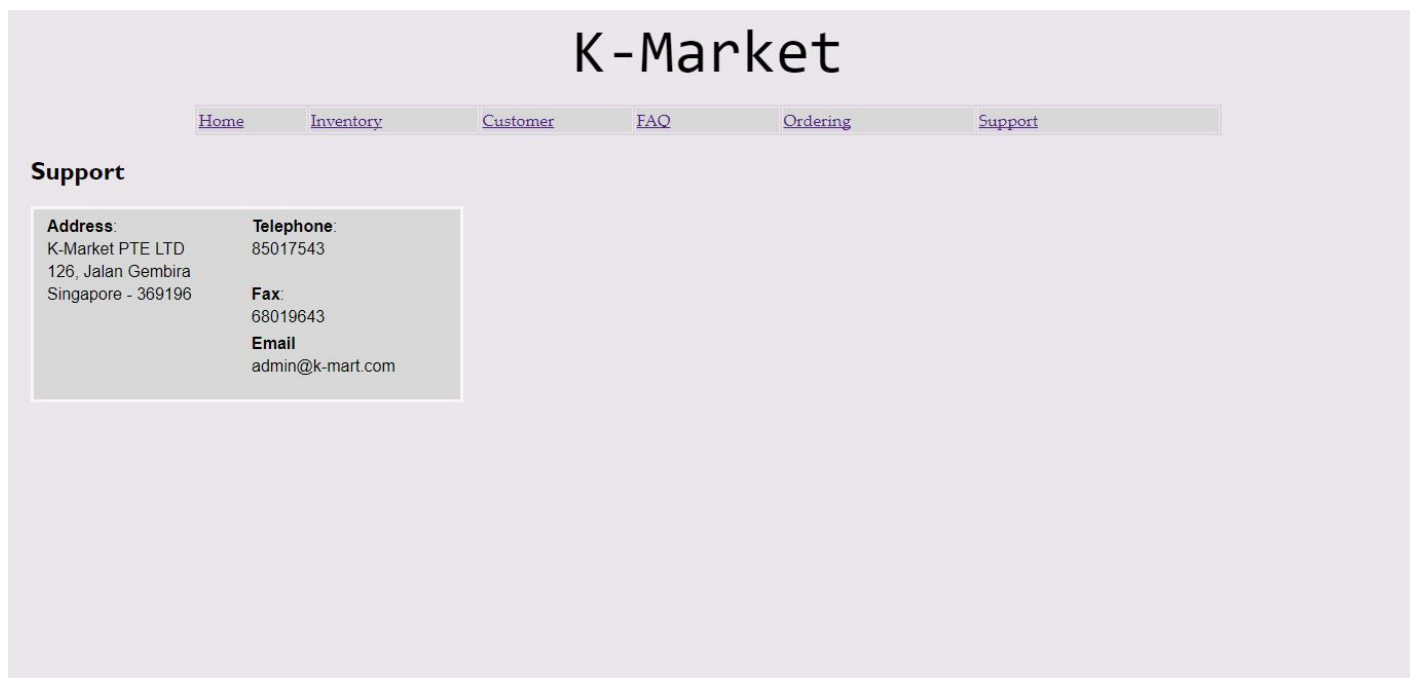 K-Market
Home Inventory Customer FAQ Ordering Support
Support
Address:
K-Market PTE LTD
126, Jalan Gembira
Singapore - 369196
Telephone:
85017543
Fax:
68019643
Email
admin@k-mart.com